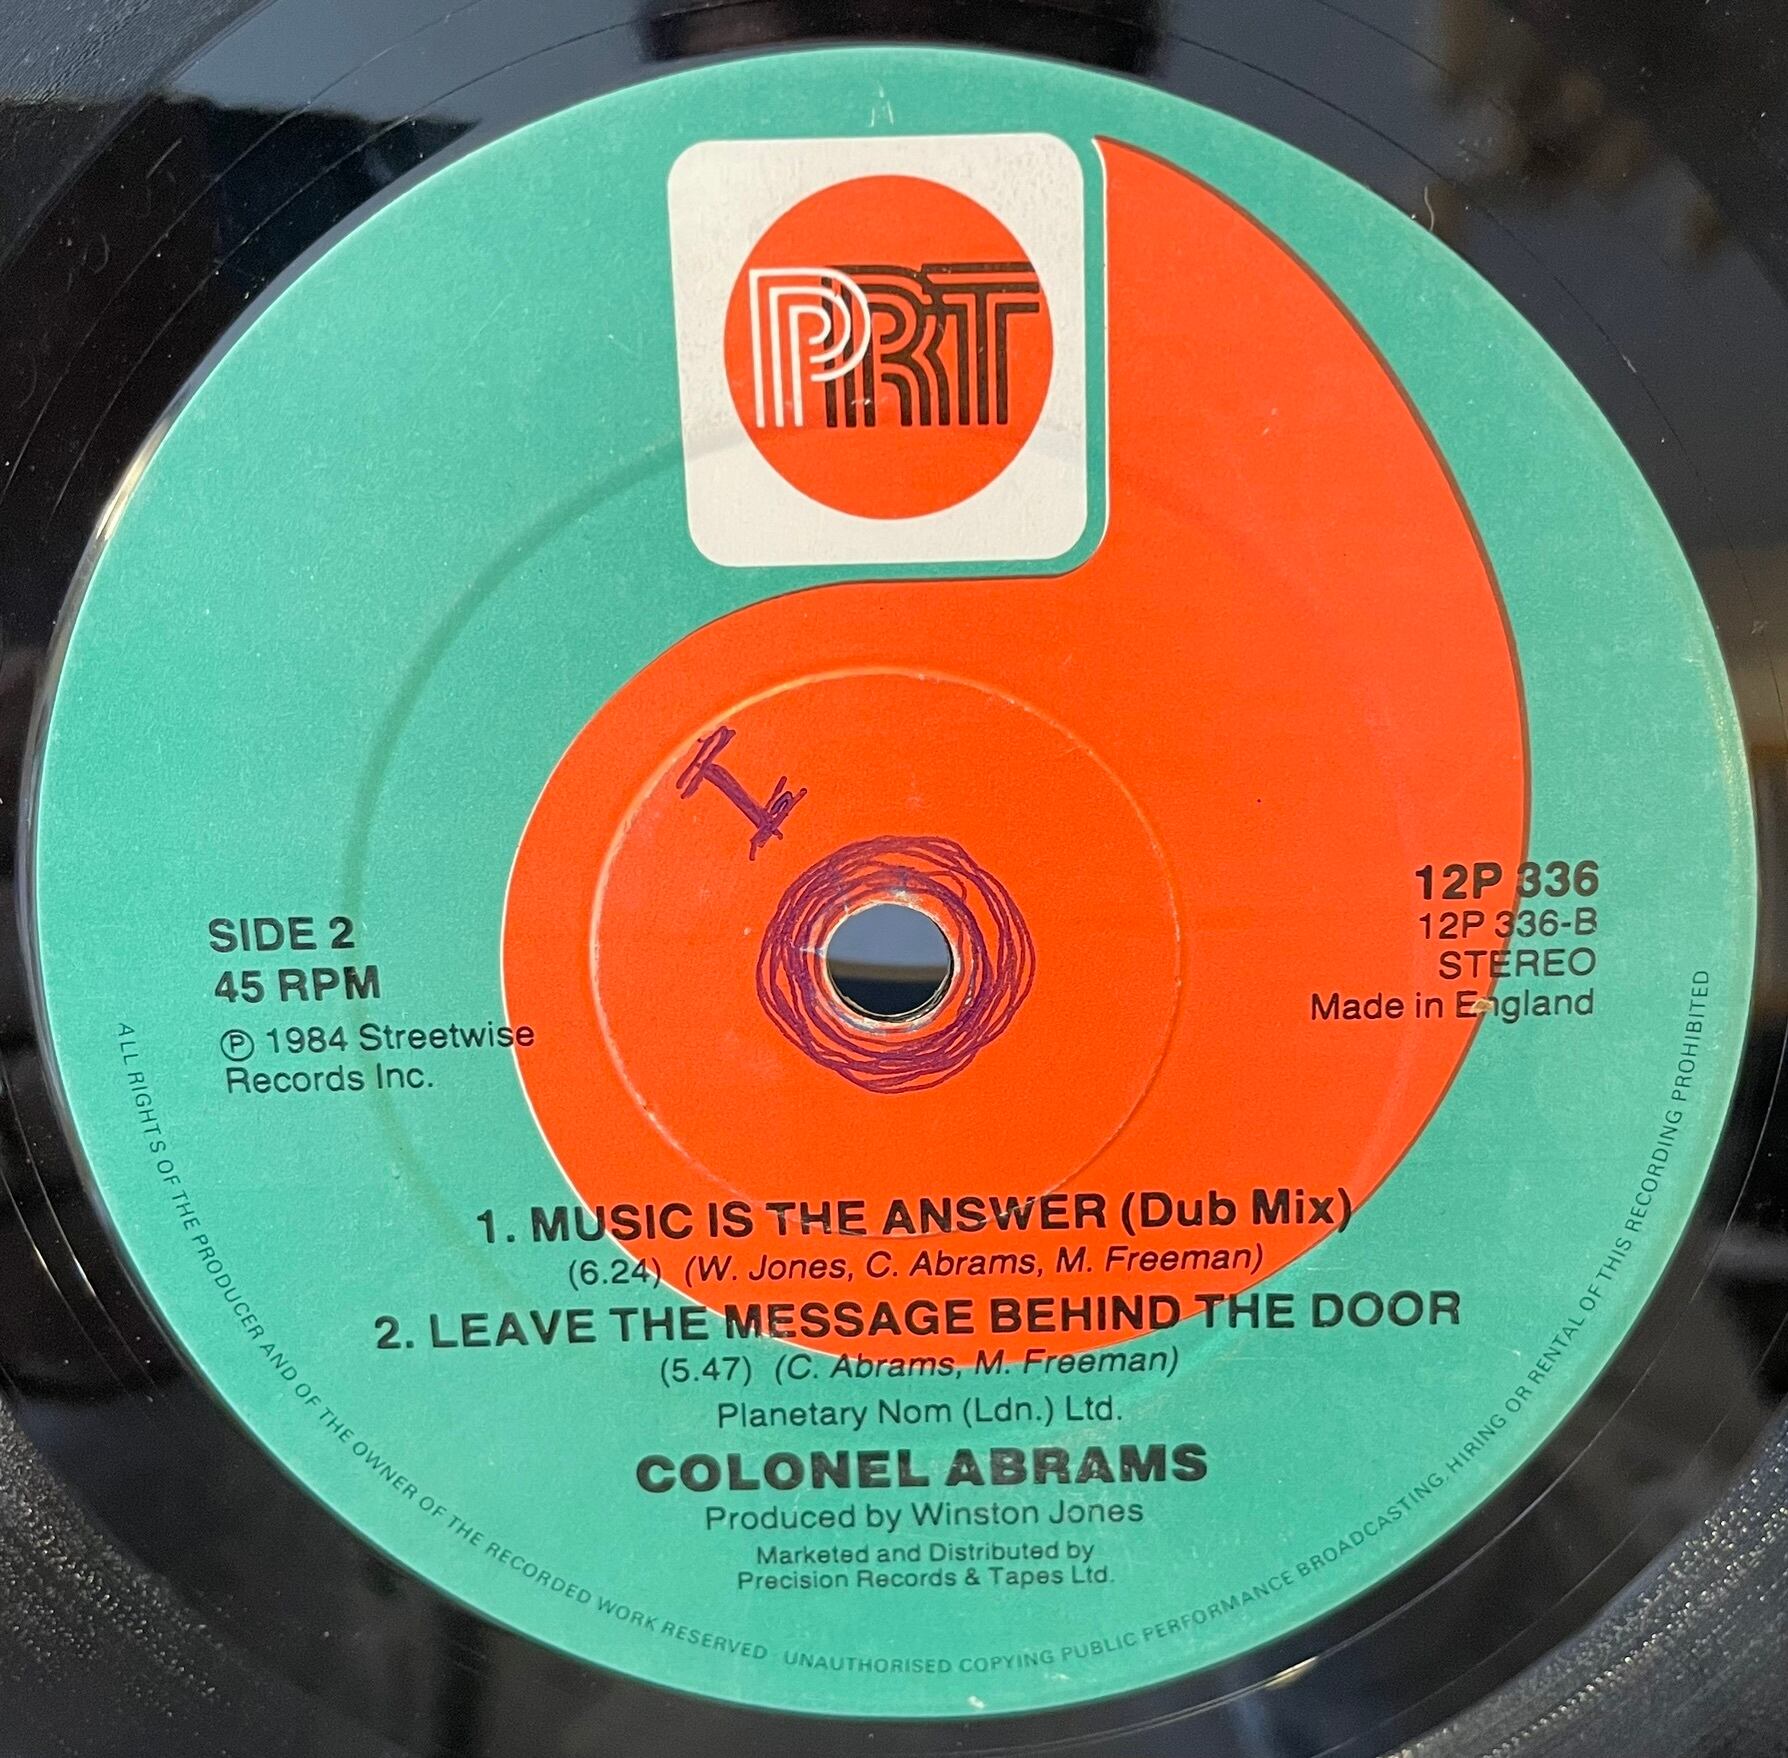 PRT
I
SIDE 2
45 RPM
℗ 1984 Streetwise
Records Inc.
12P 336
12P 336-B
STEREO
Made in England
1. MUSIC IS THE ANSWER (Dub Mix)
(6.24) (W. Jones, C. Abrams, M. Freeman)
2. LEAVE THE MESSAGE BEHIND THE DOOR
(5.47) (C. Abrams, M. Freeman)
Planetary Nom (Ldn.) Ltd.
COLONEL ABRAMS
Produced by Winston Jones
Marketed and Distributed by
Precision Records & Tapes Ltd.
ALL RIGHTS OF THE PRODUCER AND OF THE OWNER OF THE RECORDED WORK RESERVED · UNAUTHORISED COPYING PUBLIC PERFORMANCE BROADCASTING, HIRING OR RENTAL OF THIS RECORDING PROHIBITED